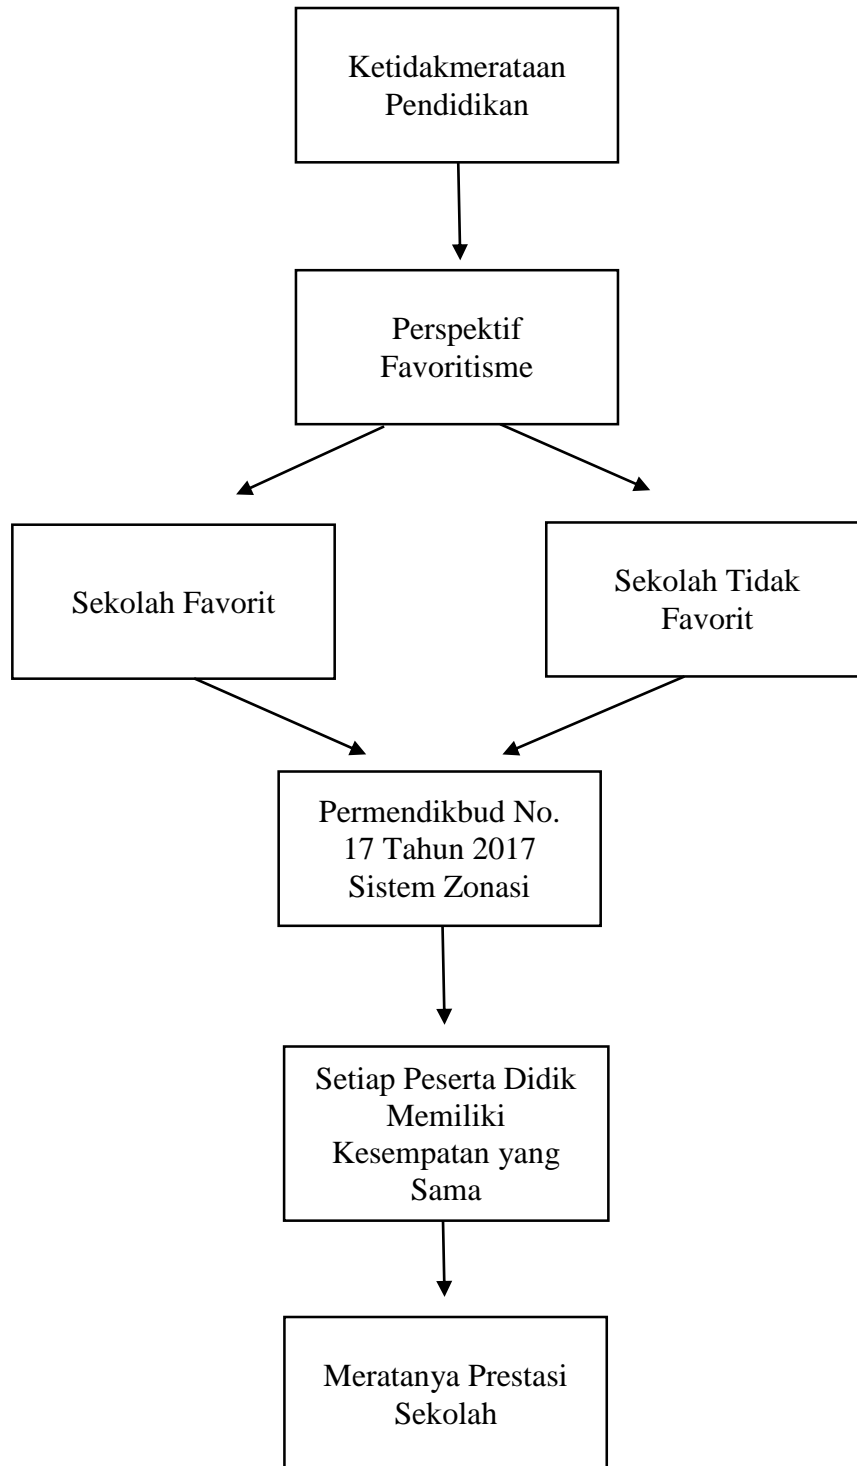 Ketidakmerataan
Pendidikan
Perspektif
Favoritisme
Sekolah Favorit
Sekolah Tidak
Favorit
Permendikbud No.
17 Tahun 2017
Sistem Zonasi
Setiap Peserta Didik
Memiliki
Kesempatan yang
Sama
Meratanya Prestasi
Sekolah